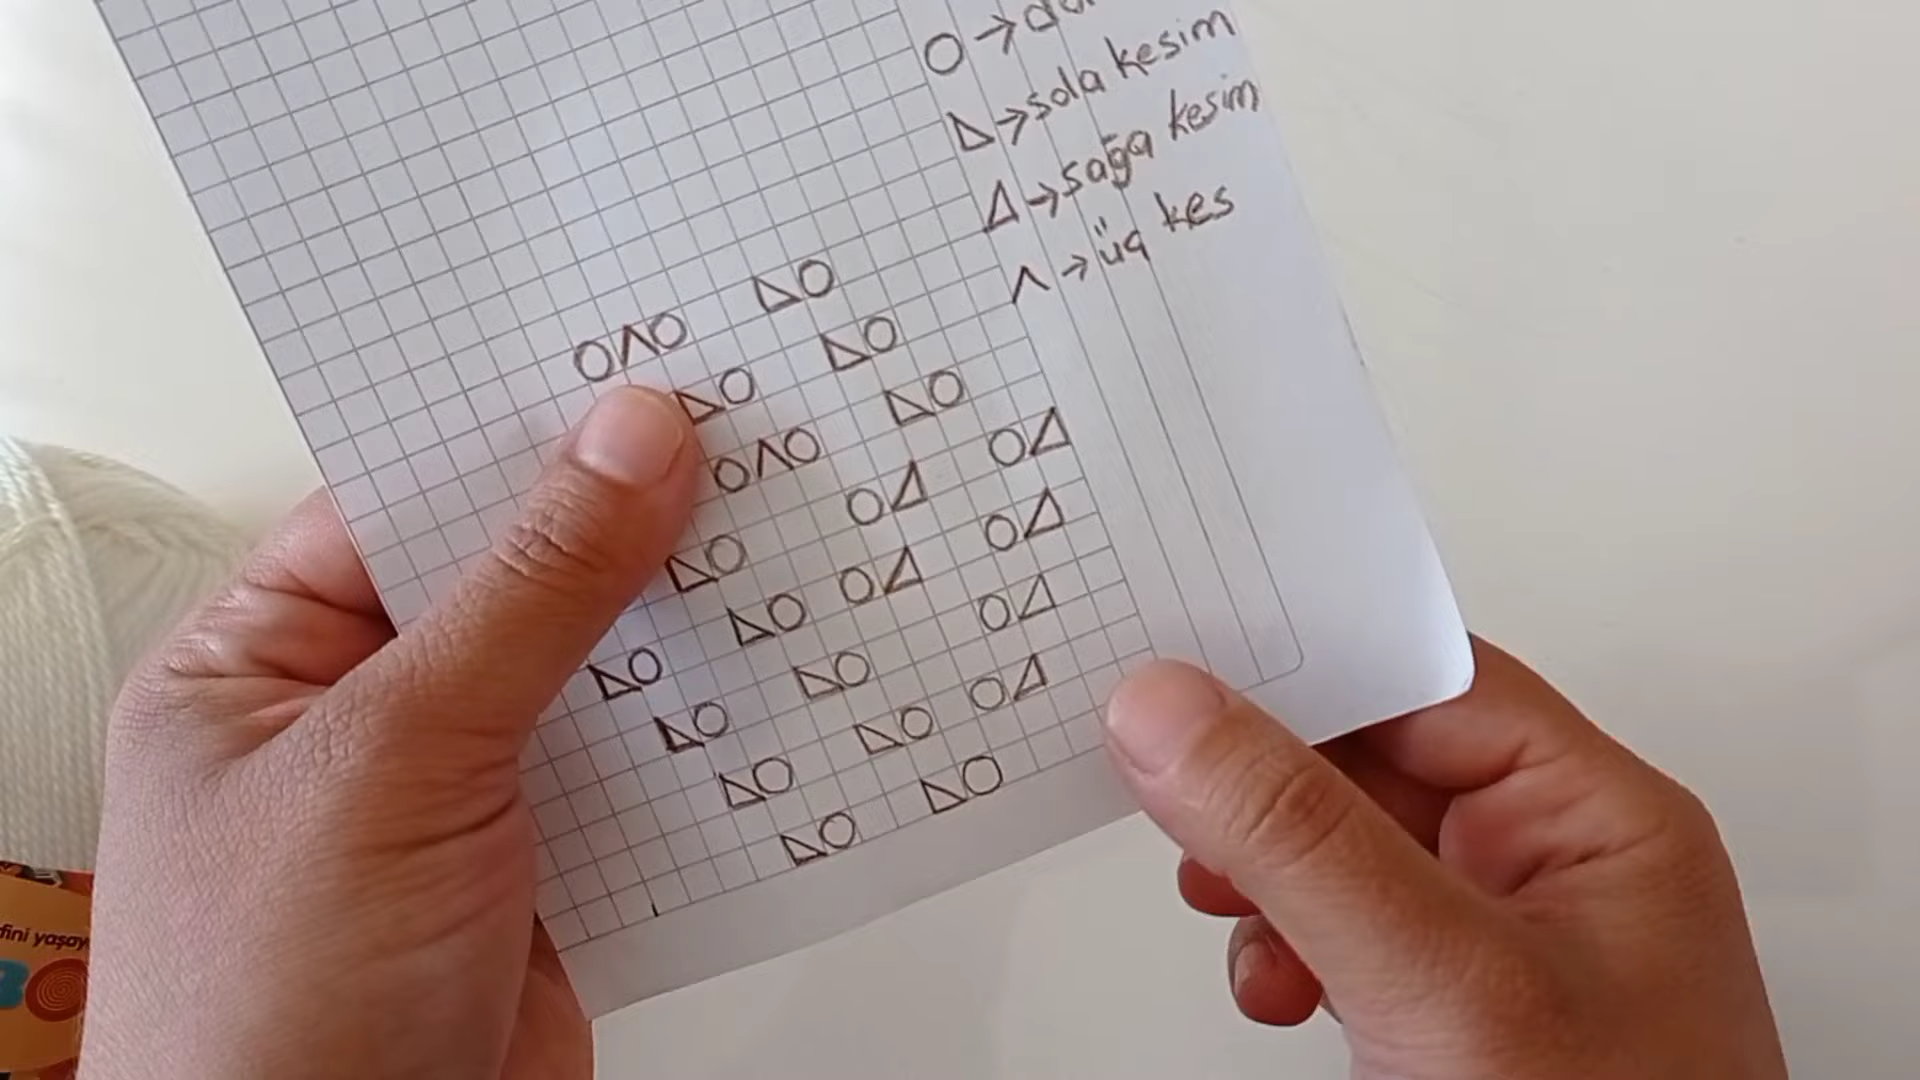 O →
◺ → sola kesim
◿ → sağa kesim
∧ → üç kes
fini yaşay